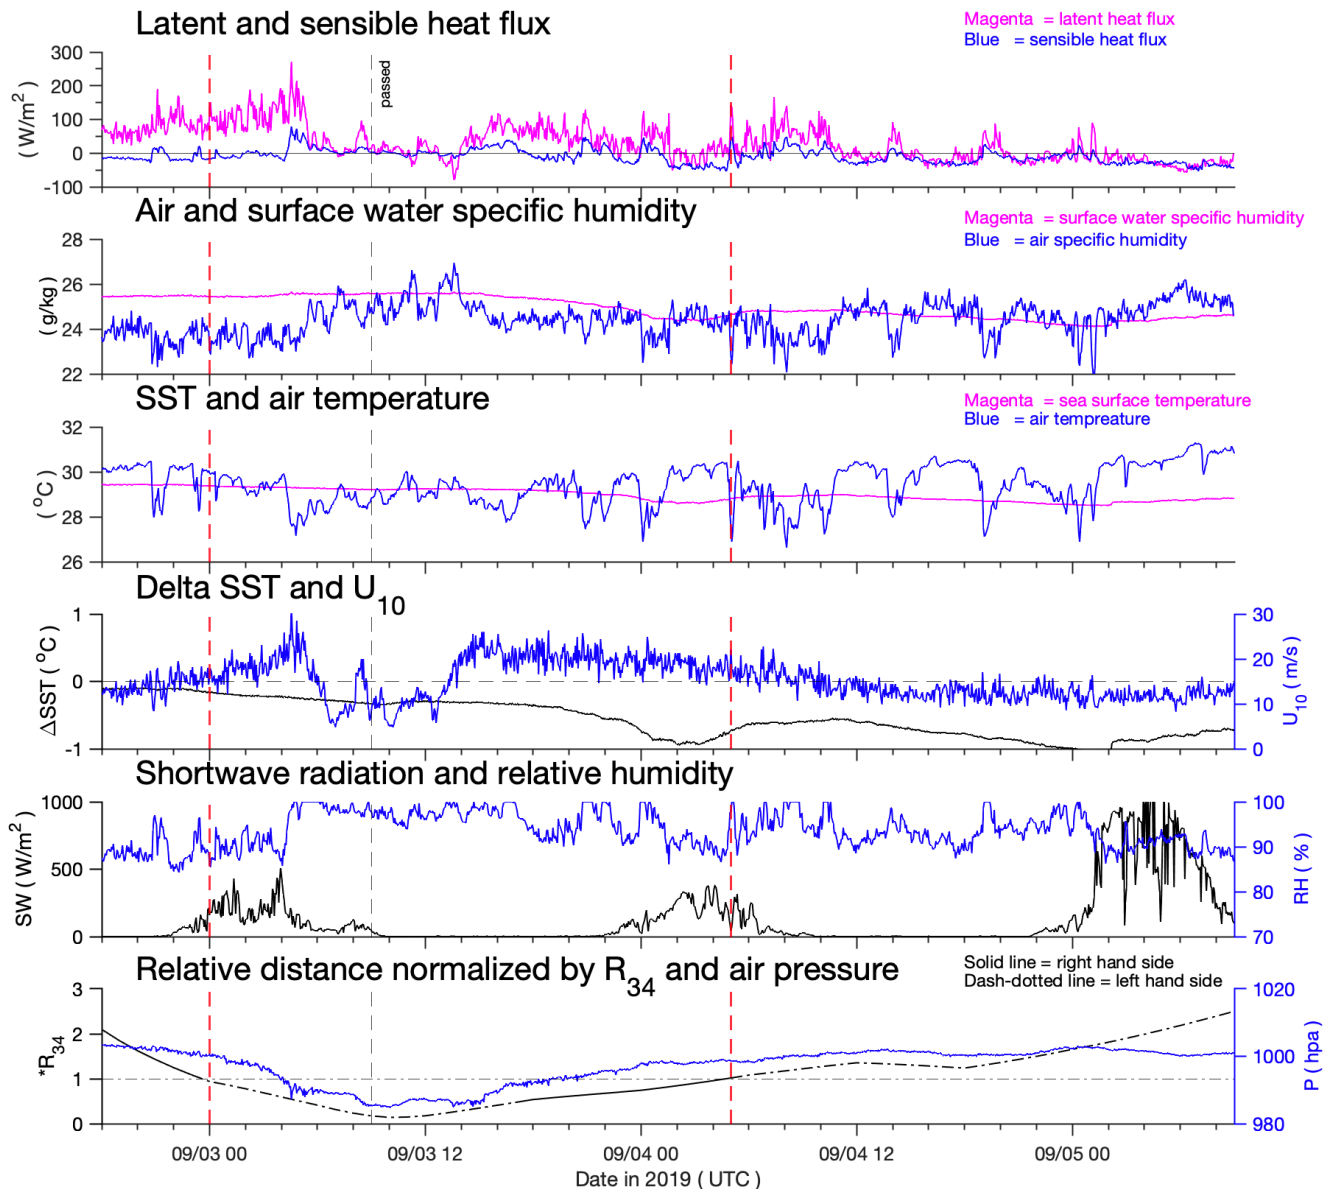 Latent and sensible heat flux
Magenta = latent heat flux
Blue = sensible heat flux
300
200
100
0
-100
( W/m2 )
passed
Air and surface water specific humidity
Magenta = surface water specific humidity
Blue = air specific humidity
28
26
24
22
( g/kg)
SST and air temperature
Magenta = sea surface temperature
Blue = air tempreature
32
30
28
26
( oC )
Delta SST and U10
1
0
-1
ΔSST ( oC )
30
20
10
0
U10 ( m/s )
Shortwave radiation and relative humidity
1000
500
0
SW ( W/m2 )
100
90
80
70
RH ( % )
Relative distance normalized by R34 and air pressure
Solid line = right hand side
Dash-dotted line = left hand side
3
2
1
0
*R34
1020
1000
980
P ( hpa )
09/03 00
09/03 12
09/04 00
09/04 12
09/05 00
Date in 2019 ( UTC )